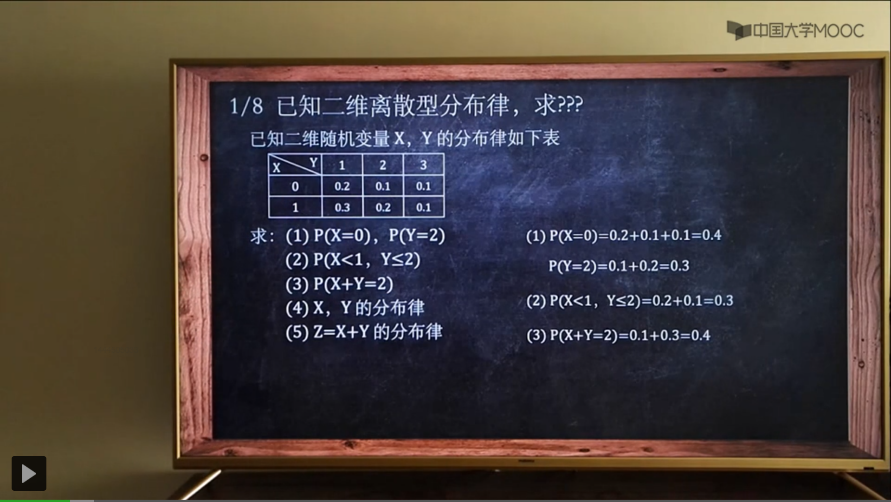 中国大学MOOC
1/8 已知二维离散型分布律，求???
已知二维随机变量 X，Y 的分布律如下表
X Y 1 2 3
0 0.2 0.1 0.1
1 0.3 0.2 0.1
求：(1) P(X=0)，P(Y=2)
(2) P(X<1，Y≤2)
(3) P(X+Y=2)
(4) X，Y 的分布律
(5) Z=X+Y 的分布律
(1) P(X=0)=0.2+0.1+0.1=0.4
P(Y=2)=0.1+0.2=0.3
(2) P(X<1，Y≤2)=0.2+0.1=0.3
(3) P(X+Y=2)=0.1+0.3=0.4